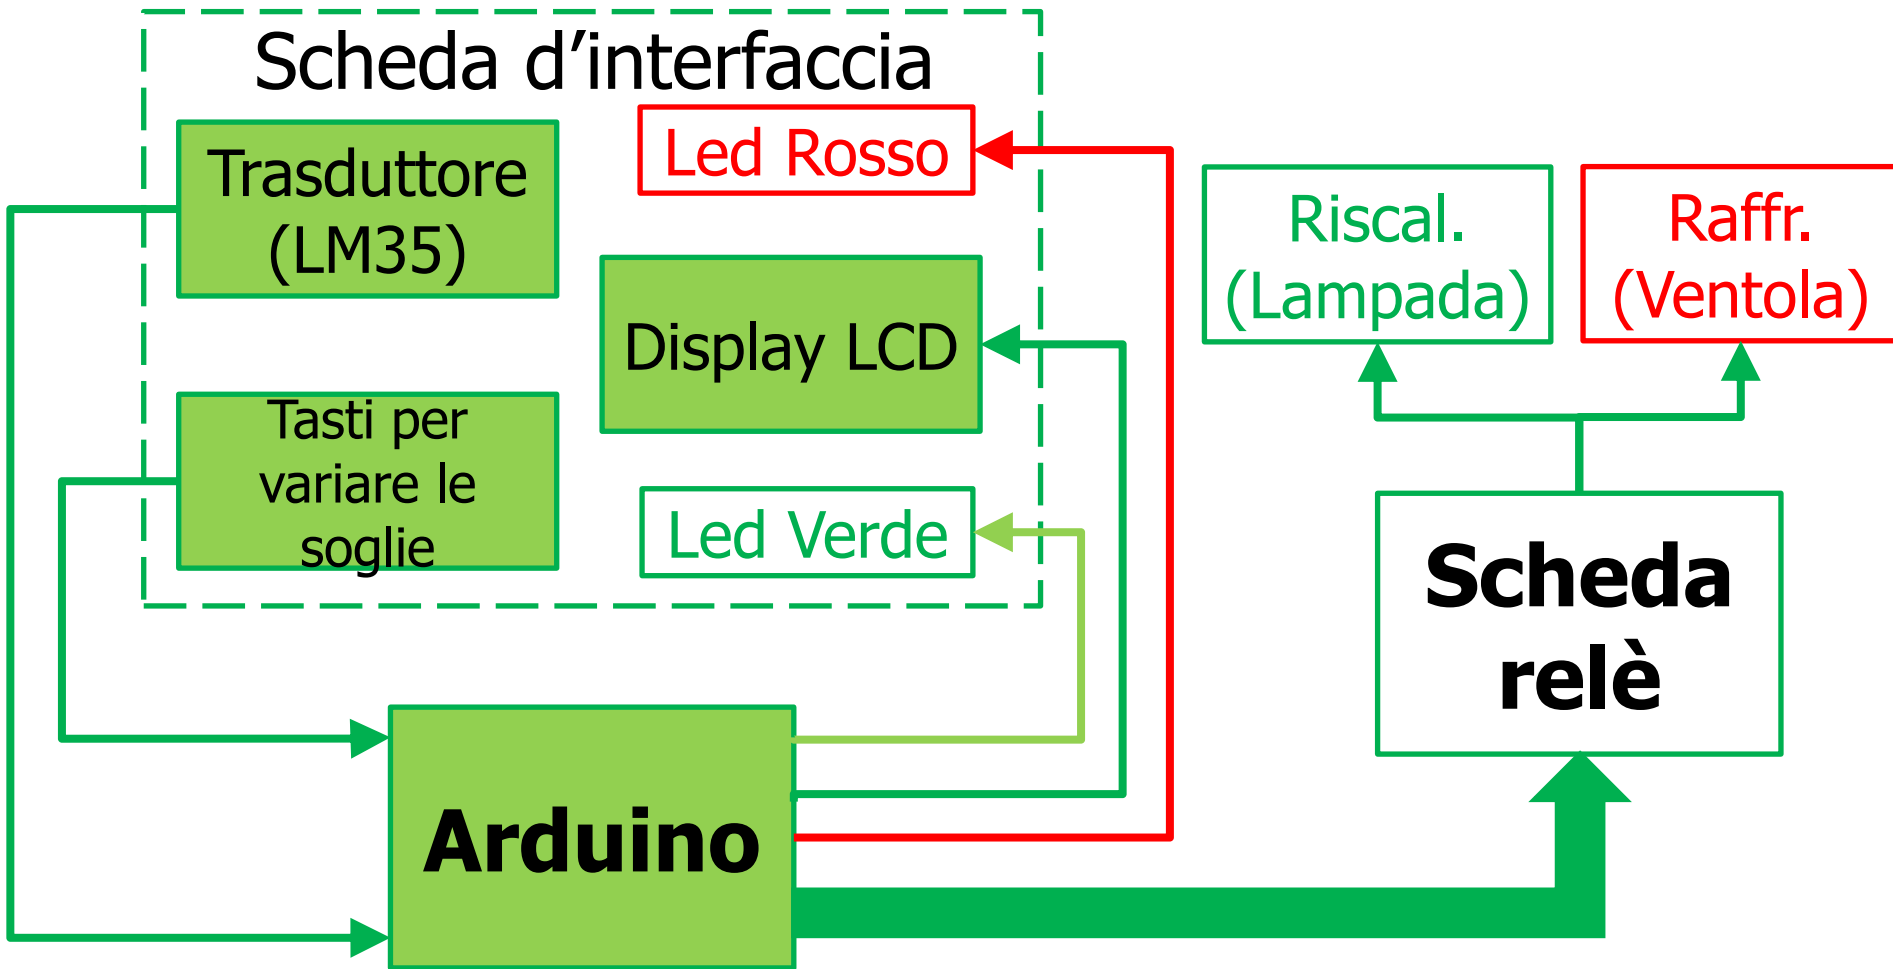 Scheda d’interfaccia
Trasduttore
(LM35)
Led Rosso
Display LCD
Tasti per
variare le
soglie
Led Verde
Riscal.
(Lampada)
Raffr.
(Ventola)
Scheda
relè
Arduino